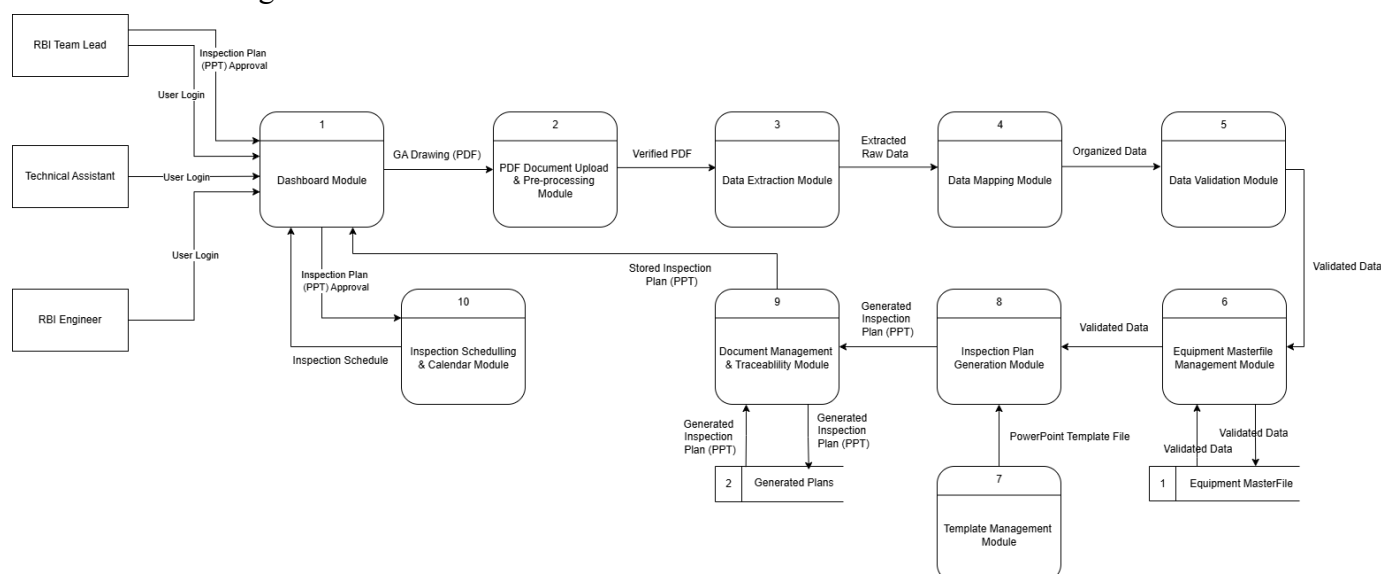 RBI Team Lead
Inspection Plan
(PPT) Approval
User Login
1
Dashboard Module
GA Drawing (PDF)
2
PDF Document Upload
& Pre-processing
Module
Verified PDF
3
Data Extraction Module
Extracted
Raw Data
4
Data Mapping Module
Organized Data
5
Data Validation Module
Technical Assistant
User Login
User Login
RBI Engineer
Validated Data
Stored Inspection
Plan (PPT)
Inspection Plan
(PPT) Approval
10
Inspection Schedulling
& Calendar Module
Inspection Schedule
9
Document Management
& Traceablility Module
Generated
Inspection
Plan (PPT)
8
Inspection Plan
Generation Module
Validated Data
6
Equipment Masterfile
Management Module
Generated
Inspection
Plan (PPT)
Generated
Inspection
Plan (PPT)
PowerPoint Template File
Validated Data
Validated Data
2
Generated Plans
7
Template Management
Module
1
Equipment MasterFile